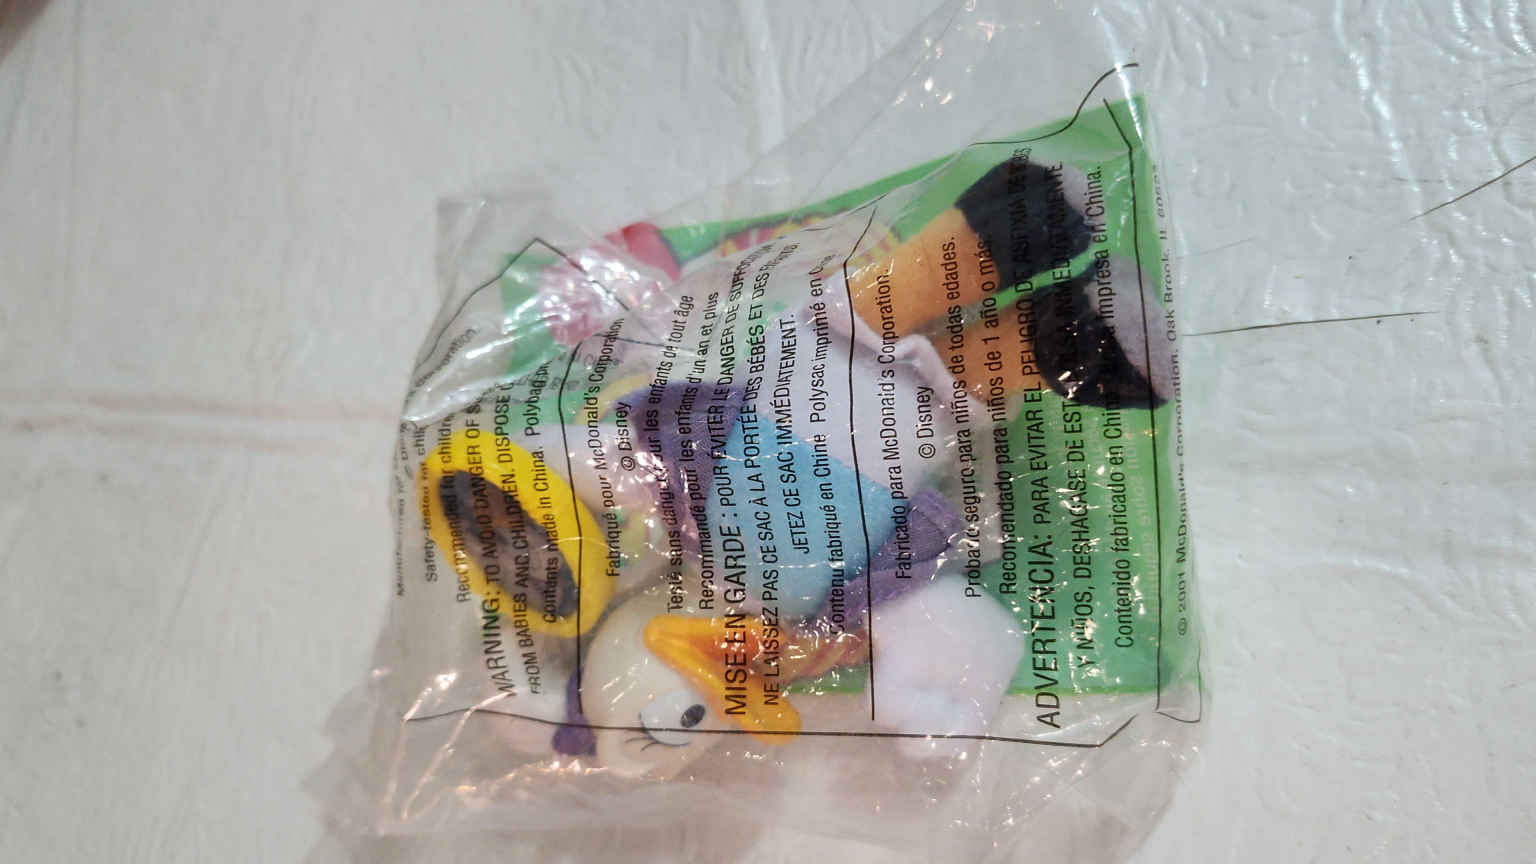 Safety-tested for
Recommended for children
WARNING: TO AVOID DANGER OF
FROM BABIES AND CHILDREN. DISPOSE
Contents made in China. Polybag
Fabriqué pour McDonald's Corporation
© Disney
Testé sans danger pour les enfants de tout âge
Recommandé pour les enfants d'un an et plus
MISE EN GARDE : POUR ÉVITER LE DANGER DE SUFFOCATION
NE LAISSEZ PAS CE SAC À LA PORTÉE DES BÉBÉS ET DES ENFANTS.
JETEZ CE SAC IMMÉDIATEMENT.
Contenu fabriqué en Chine Polysac imprimé en
Fabricado para McDonald's Corporation.
© Disney
Probado seguro para niños de todas edades.
Recomendado para niños de 1 año o más.
ADVERTENCIA: PARA EVITAR EL PELIGRO DE ASFIXIA
Y NIÑOS, DESHAGASE DE ESTA INMEDIATAMENTE.
Contenido fabricado en China. impresa en China.
© 2001 McDonald's Corporation, Oak Brook, IL